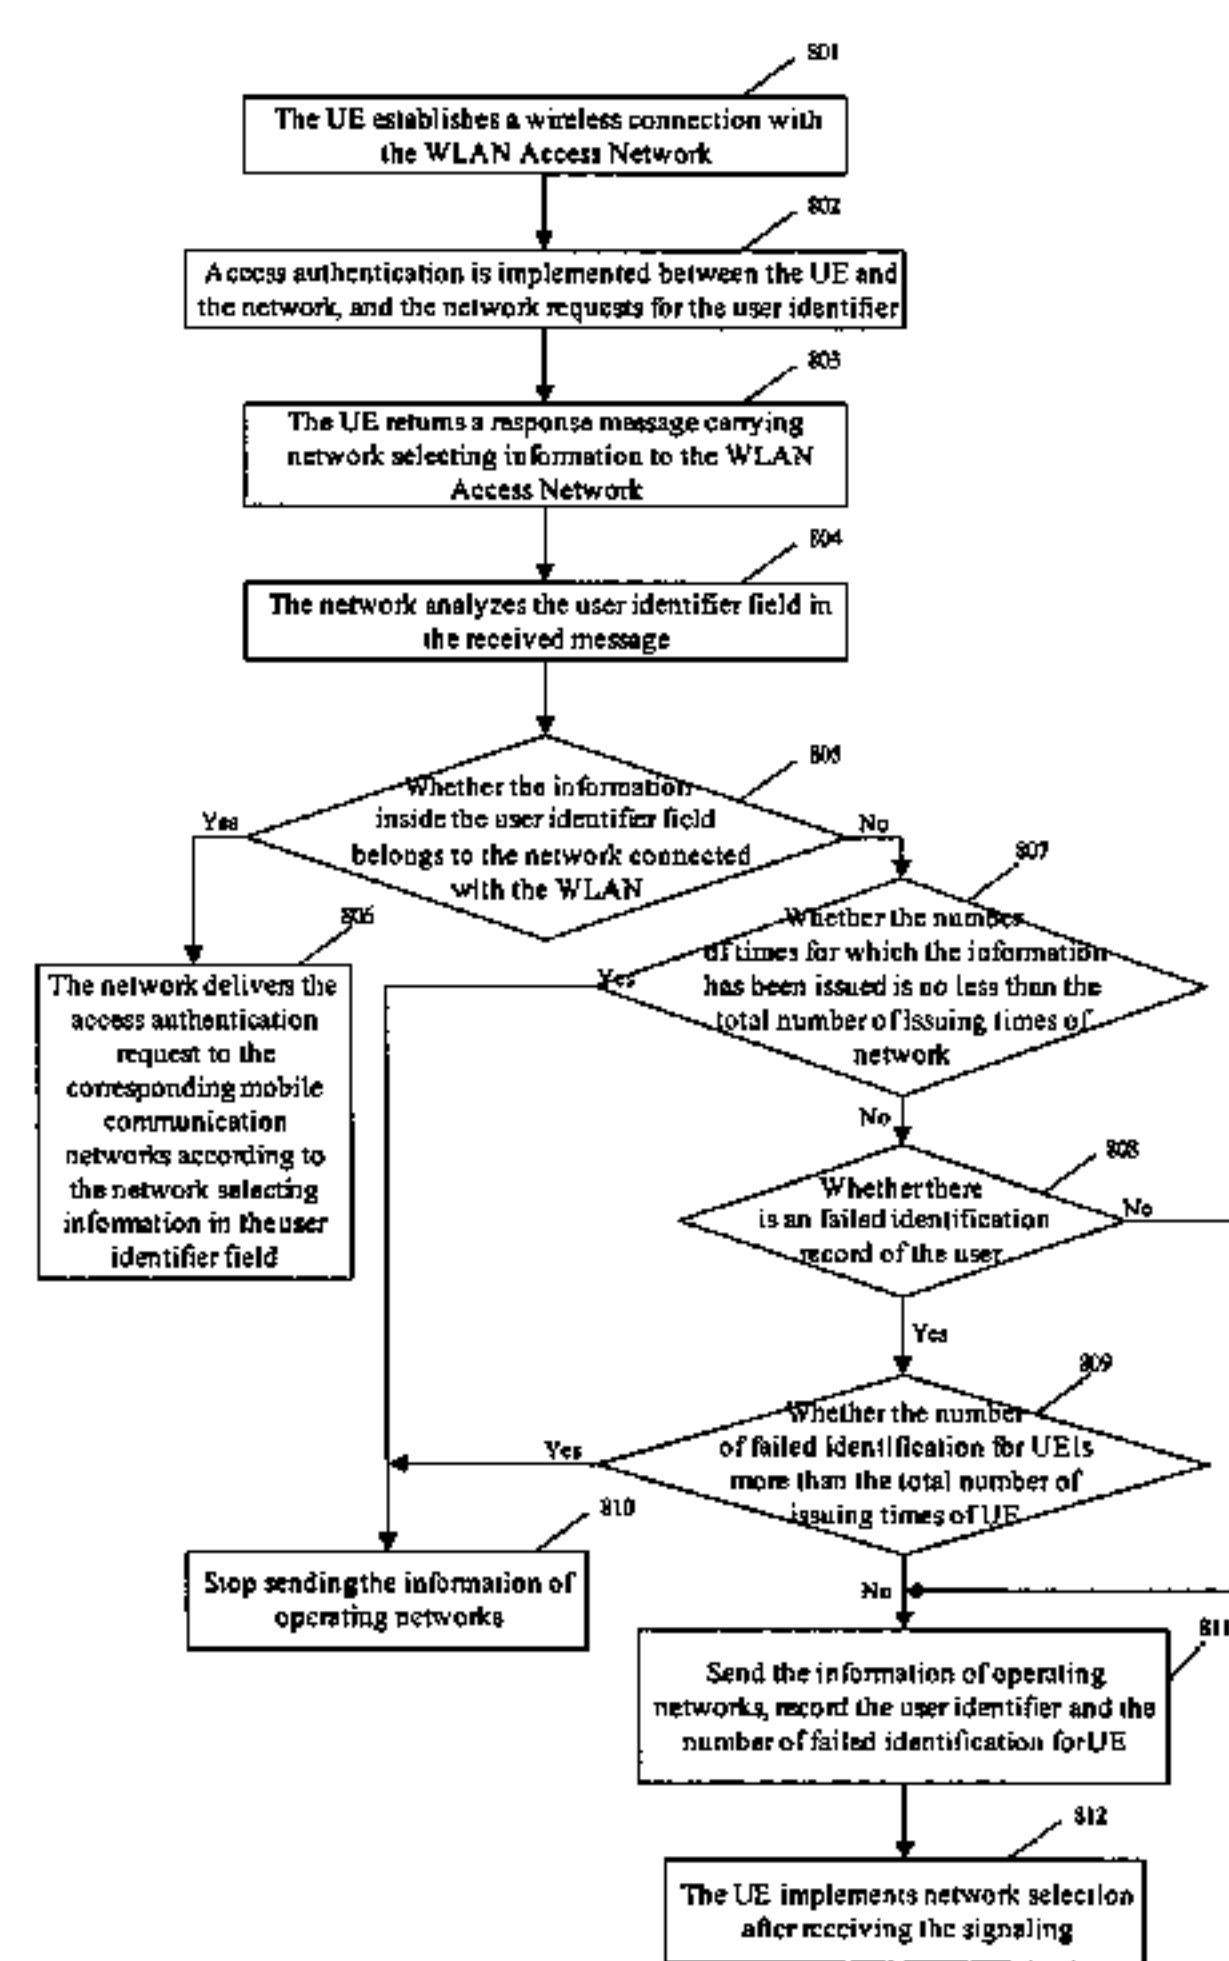 801
The UE establishes a wireless connection with
the WLAN Access Network
802
Access authentication is implemented between the UE and
the network, and the network requests for the user identifier
803
The UE returns a response message carrying
network selecting information to the WLAN
Access Network
804
The network analyzes the user identifier field in
the received message
805
Whether the information
inside the user identifier field
belongs to the network connected
with the WLAN
Yes
No
806
The network delivers the
access authentication
request to the
corresponding mobile
communication
networks according to
the network selecting
information in the user
identifier field
807
Whether the number
of times for which the information
has been issued is no less than the
total number of issuing times of
network
Yes
No
808
Whether there
is an failed identification
record of the user
No
Yes
809
Whether the number
of failed identification for UE is
more than the total number of
issuing times of UE
Yes
No
810
Stop sending the information of
operating networks
811
Send the information of operating
networks, record the user identifier and the
number of failed identification for UE
812
The UE implements network selection
after receiving the signaling